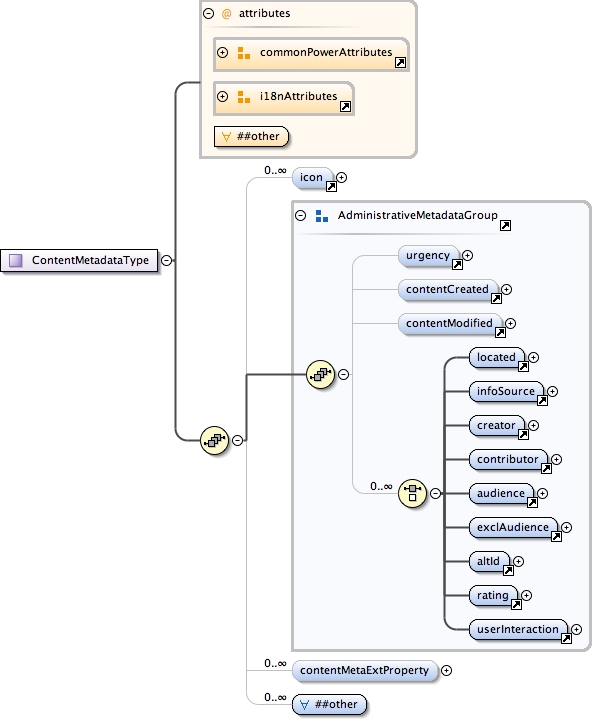 @ attributes
commonPowerAttributes
i18nAttributes
##other
0..∞
icon
AdministrativeMetadataGroup
urgency
ContentMetadataType
contentCreated
contentModified
located
infoSource
creator
contributor
0..∞
audience
exclAudience
altId
rating
userInteraction
0..∞
contentMetaExtProperty
0..∞
##other